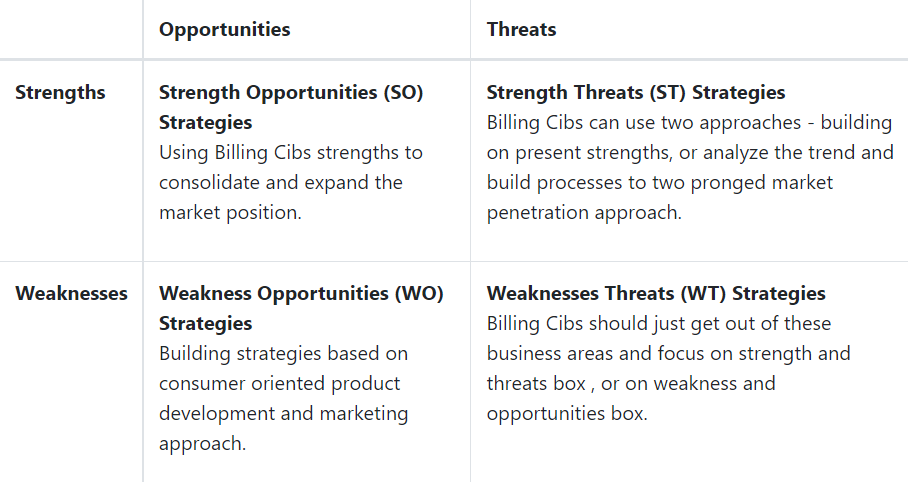 Opportunities
Threats
Strengths
Strength Opportunities (SO)
Strategies
Using Billing Cibs strengths to
consolidate and expand the
market position.
Strength Threats (ST) Strategies
Billing Cibs can use two approaches - building
on present strengths, or analyze the trend and
build processes to two pronged market
penetration approach.
Weaknesses
Weakness Opportunities (WO)
Strategies
Building strategies based on
consumer oriented product
development and marketing
approach.
Weaknesses Threats (WT) Strategies
Billing Cibs should just get out of these
business areas and focus on strength and
threats box , or on weakness and
opportunities box.